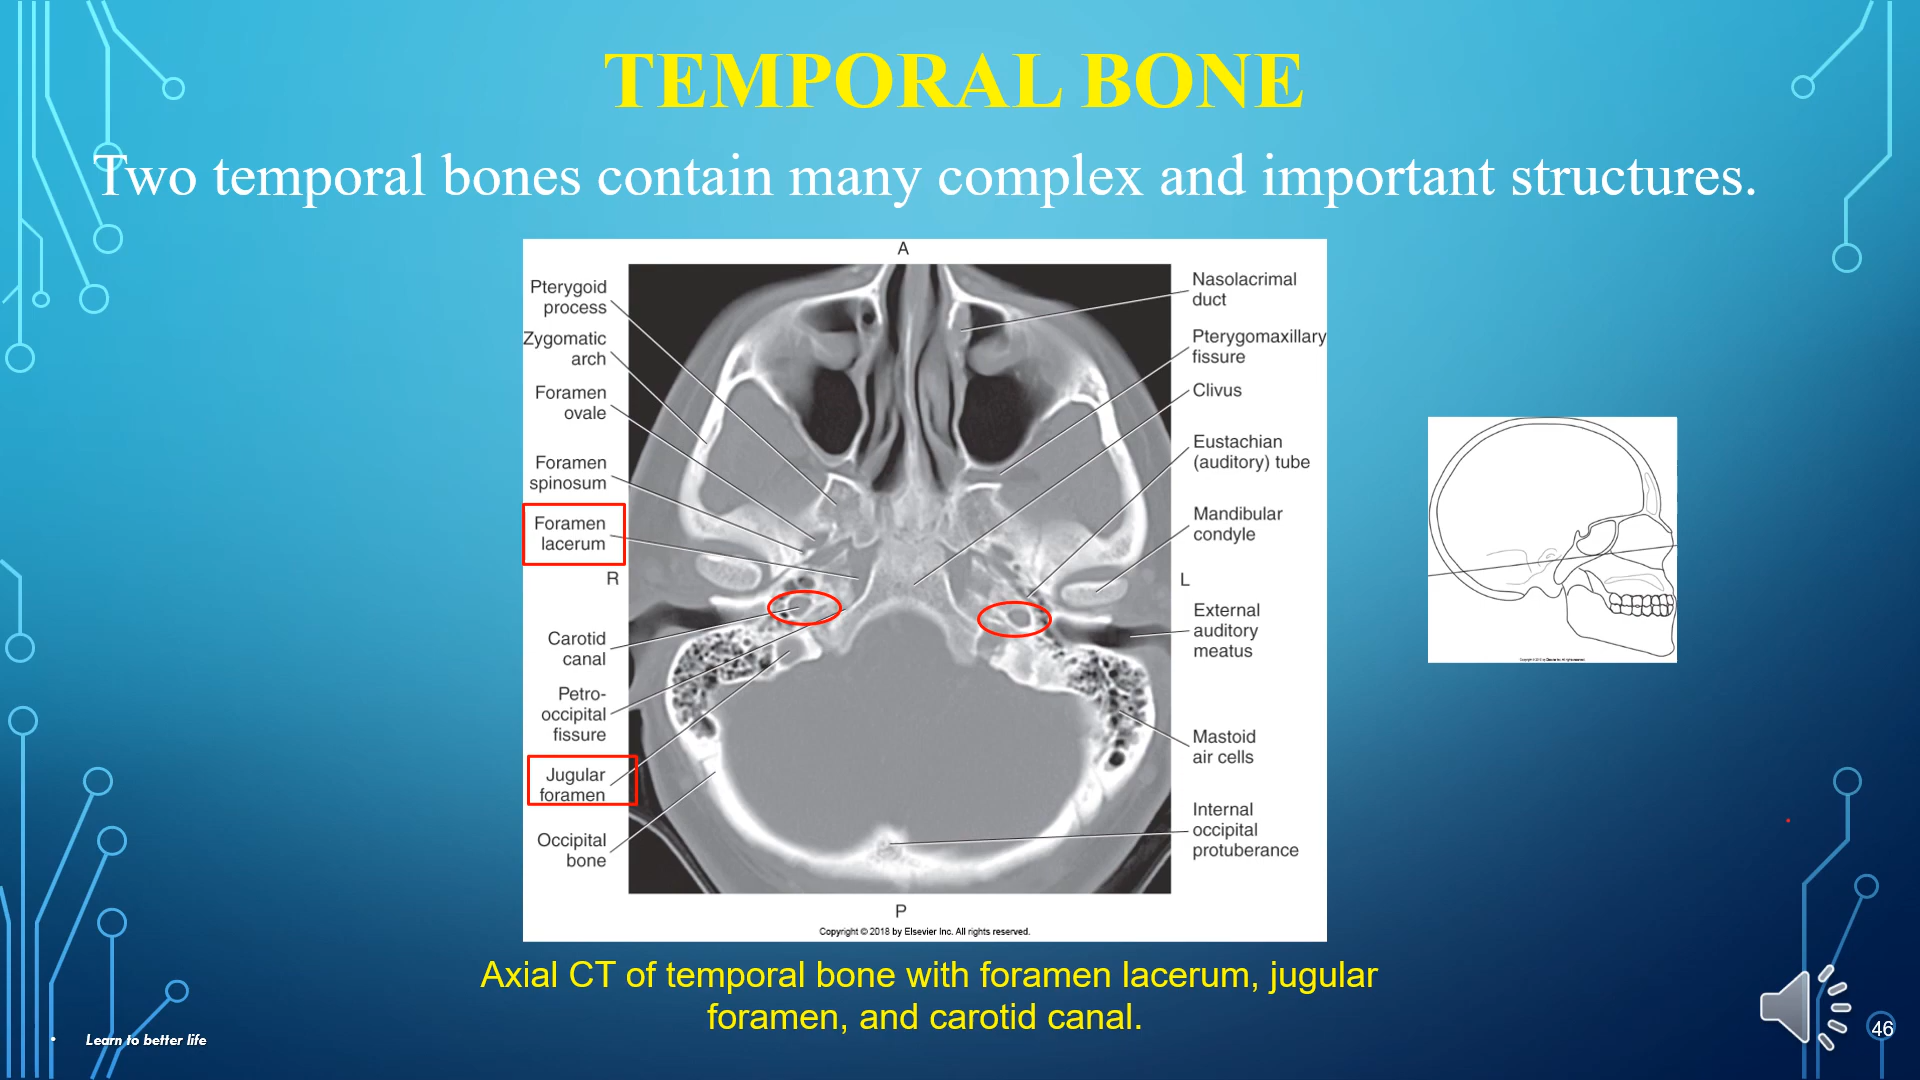 TEMPORAL BONE
Two temporal bones contain many complex and important structures.
A
Pterygoid
process
Zygomatic
arch
Foramen
ovale
Foramen
spinosum
Foramen
lacerum
R
Carotid
canal
Petro-
occipital
fissure
Jugular
foramen
Occipital
bone
Nasolacrimal
duct
Pterygomaxillary
fissure
Clivus
Eustachian
(auditory) tube
Mandibular
condyle
L
External
auditory
meatus
Mastoid
air cells
Internal
occipital
protuberance
P
Copyright © 2018 by Elsevier Inc. All rights reserved.
Axial CT of temporal bone with foramen lacerum, jugular
foramen, and carotid canal.
• Learn to better life
46